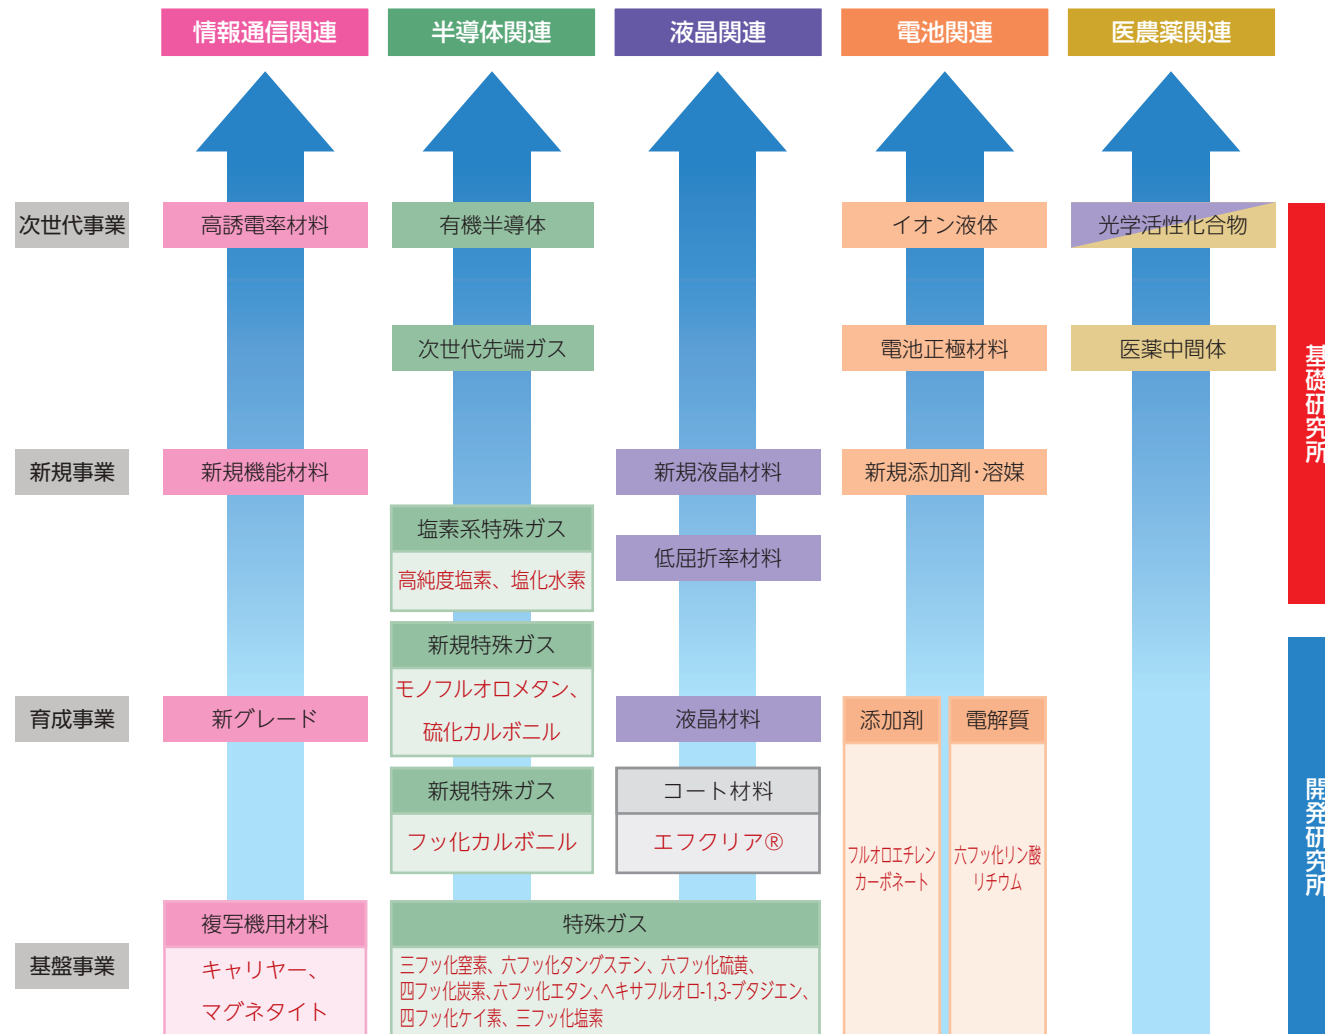 情報通信関連
半導体関連
液晶関連
電池関連
医農薬関連
次世代事業
高誘電率材料
有機半導体
イオン液体
光学活性化合物
次世代先端ガス
電池正極材料
医薬中間体
基礎研究所
新規事業
新規機能材料
新規液晶材料
新規添加剤・溶媒
塩素系特殊ガス
高純度塩素、塩化水素
低屈折率材料
新規特殊ガス
モノフルオロメタン、
硫化カルボニル
育成事業
新グレード
液晶材料
添加剤
電解質
新規特殊ガス
フッ化カルボニル
コート材料
エフクリア®
フルオロエチレン
カーボネート
六フッ化リン酸
リチウム
開発研究所
基盤事業
複写機用材料
キャリヤー、
マグネタイト
特殊ガス
三フッ化窒素、六フッ化タングステン、六フッ化硫黄、
四フッ化炭素、六フッ化エタン、ヘキサフルオロ-1,3-ブタジエン、
四フッ化ケイ素、三フッ化塩素